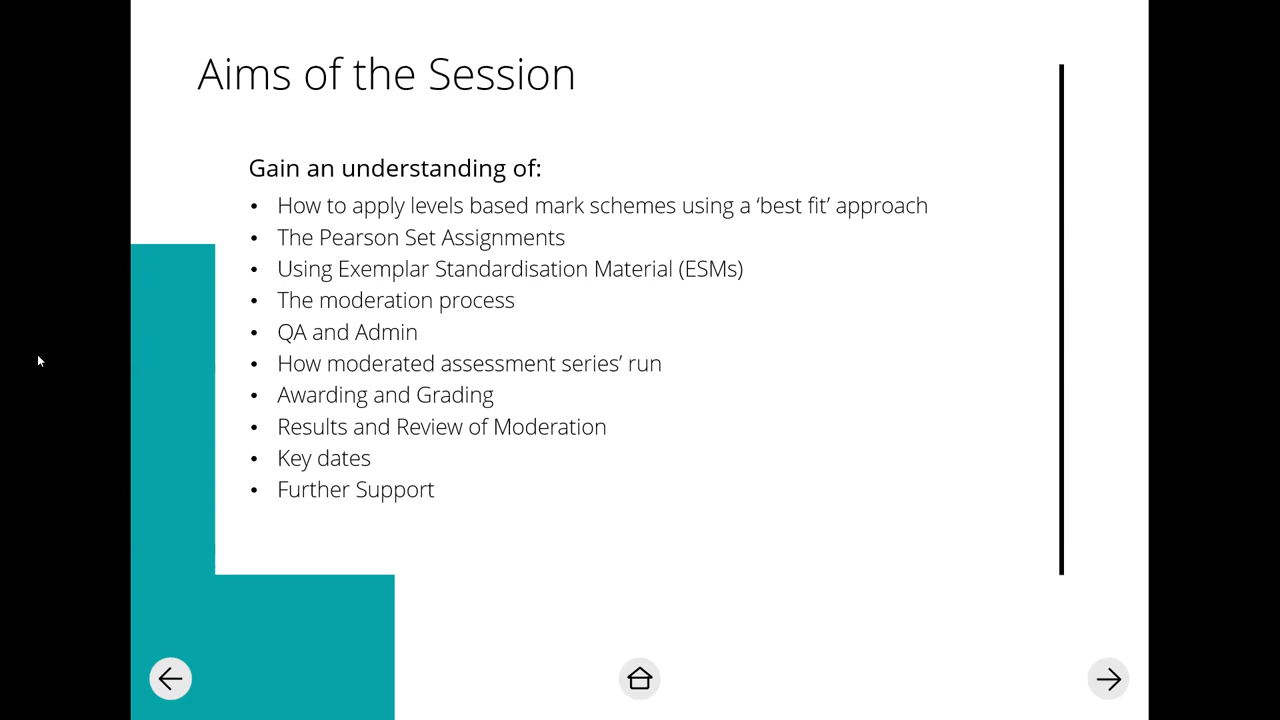 Aims of the Session
Gain an understanding of:
• How to apply levels based mark schemes using a ‘best fit’ approach
• The Pearson Set Assignments
• Using Exemplar Standardisation Material (ESMs)
• The moderation process
• QA and Admin
• How moderated assessment series’ run
• Awarding and Grading
• Results and Review of Moderation
• Key dates
• Further Support